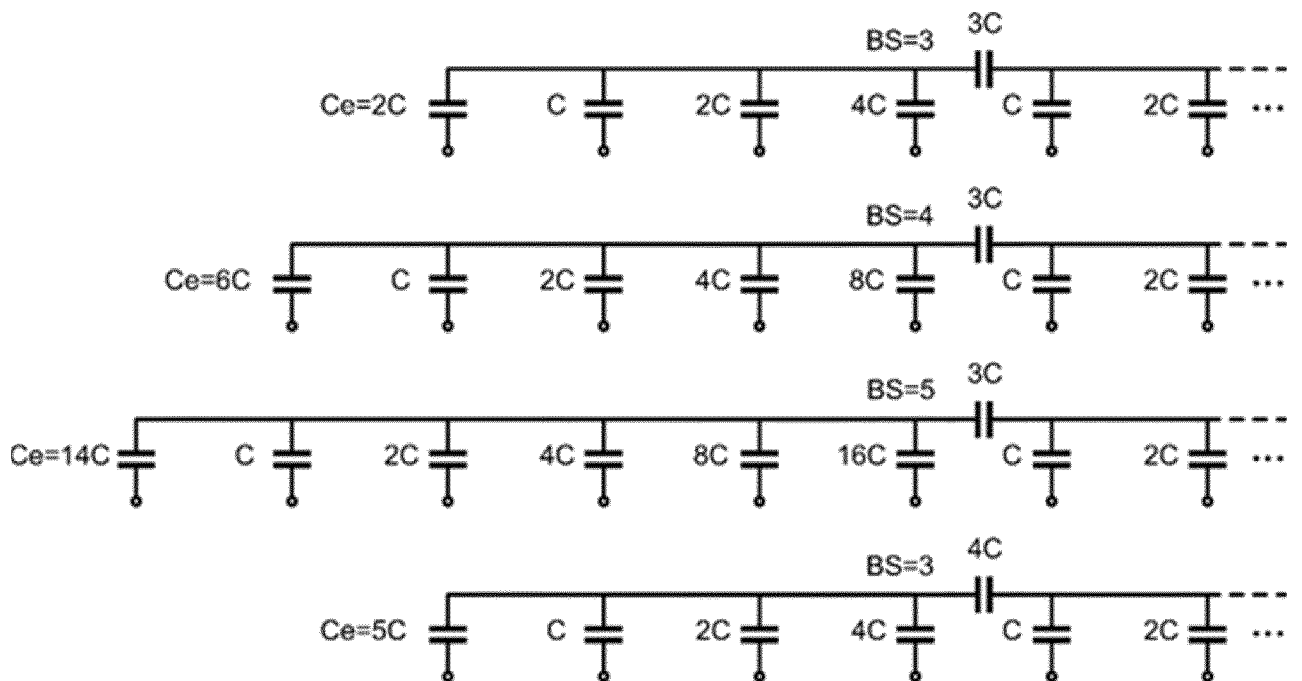 3C
BS=3
Ce=2C C 2C 4C C 2C ...
3C
BS=4
Ce=6C C 2C 4C 8C C 2C ...
3C
BS=5
Ce=14C C 2C 4C 8C 16C C 2C ...
4C
BS=3
Ce=5C C 2C 4C C 2C ...